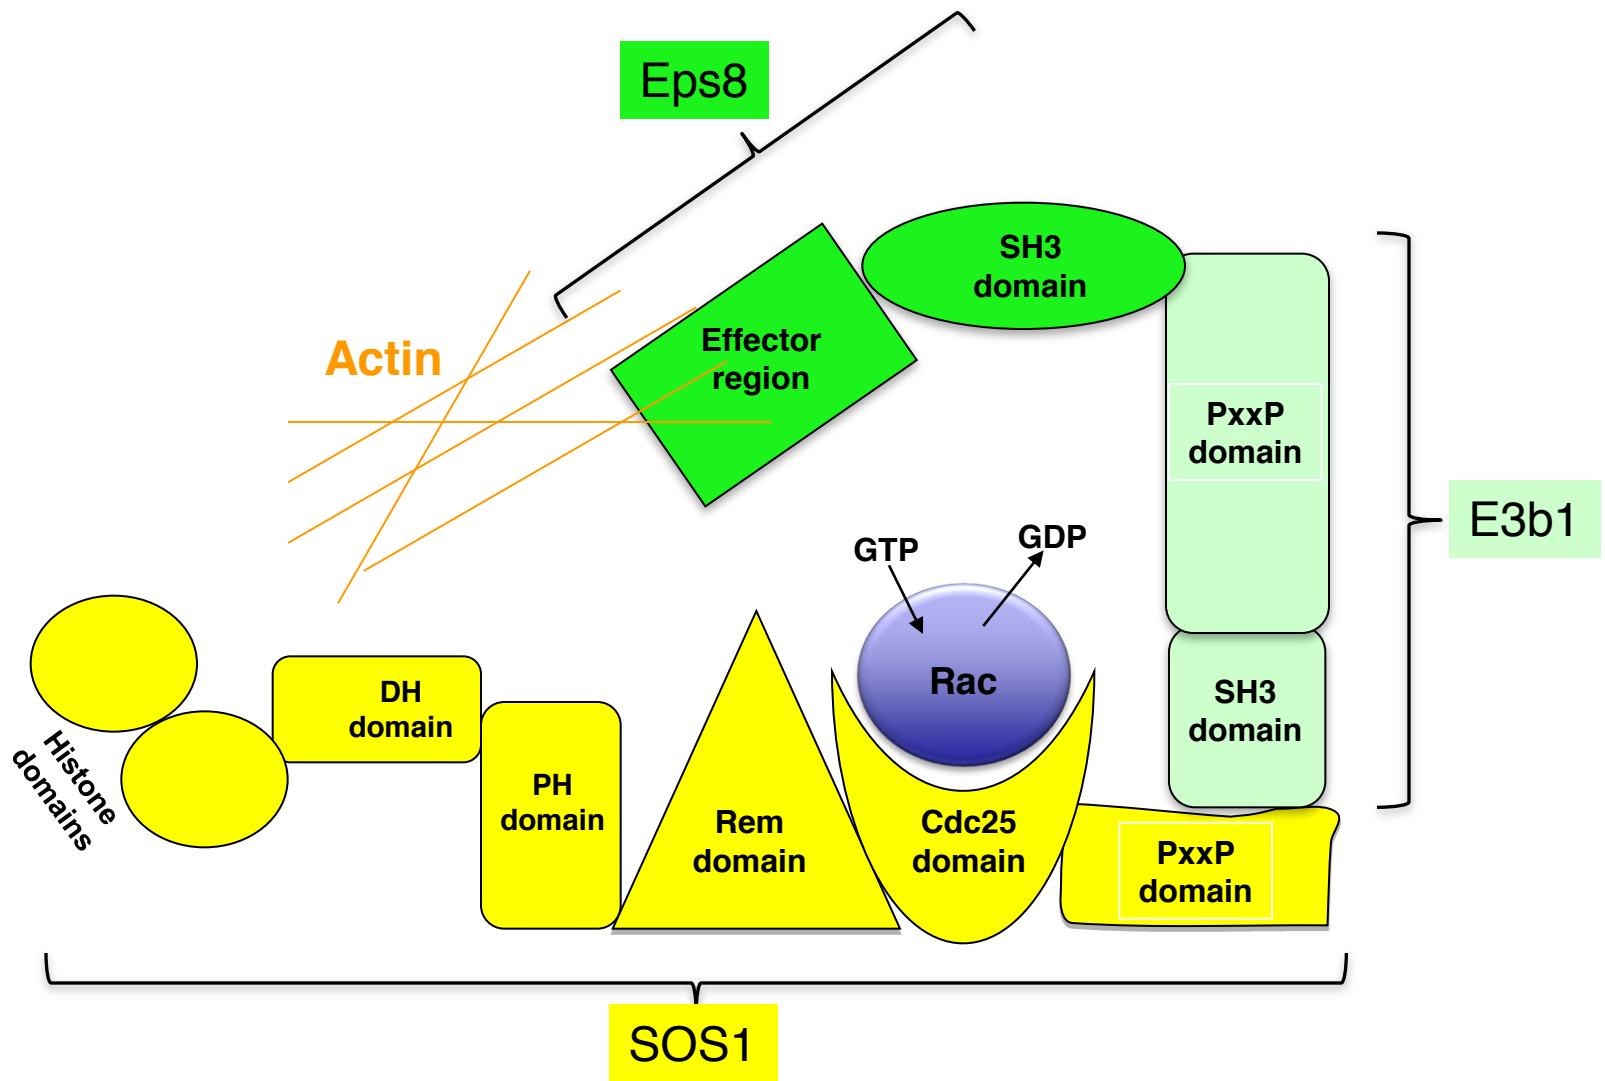 Eps8
SH3
domain
Effector
region
Actin
PxxP
domain
E3b1
GTP
GDP
Rac
SH3
domain
DH
domain
Histone
domains
PH
domain
Rem
domain
Cdc25
domain
PxxP
domain
SOS1